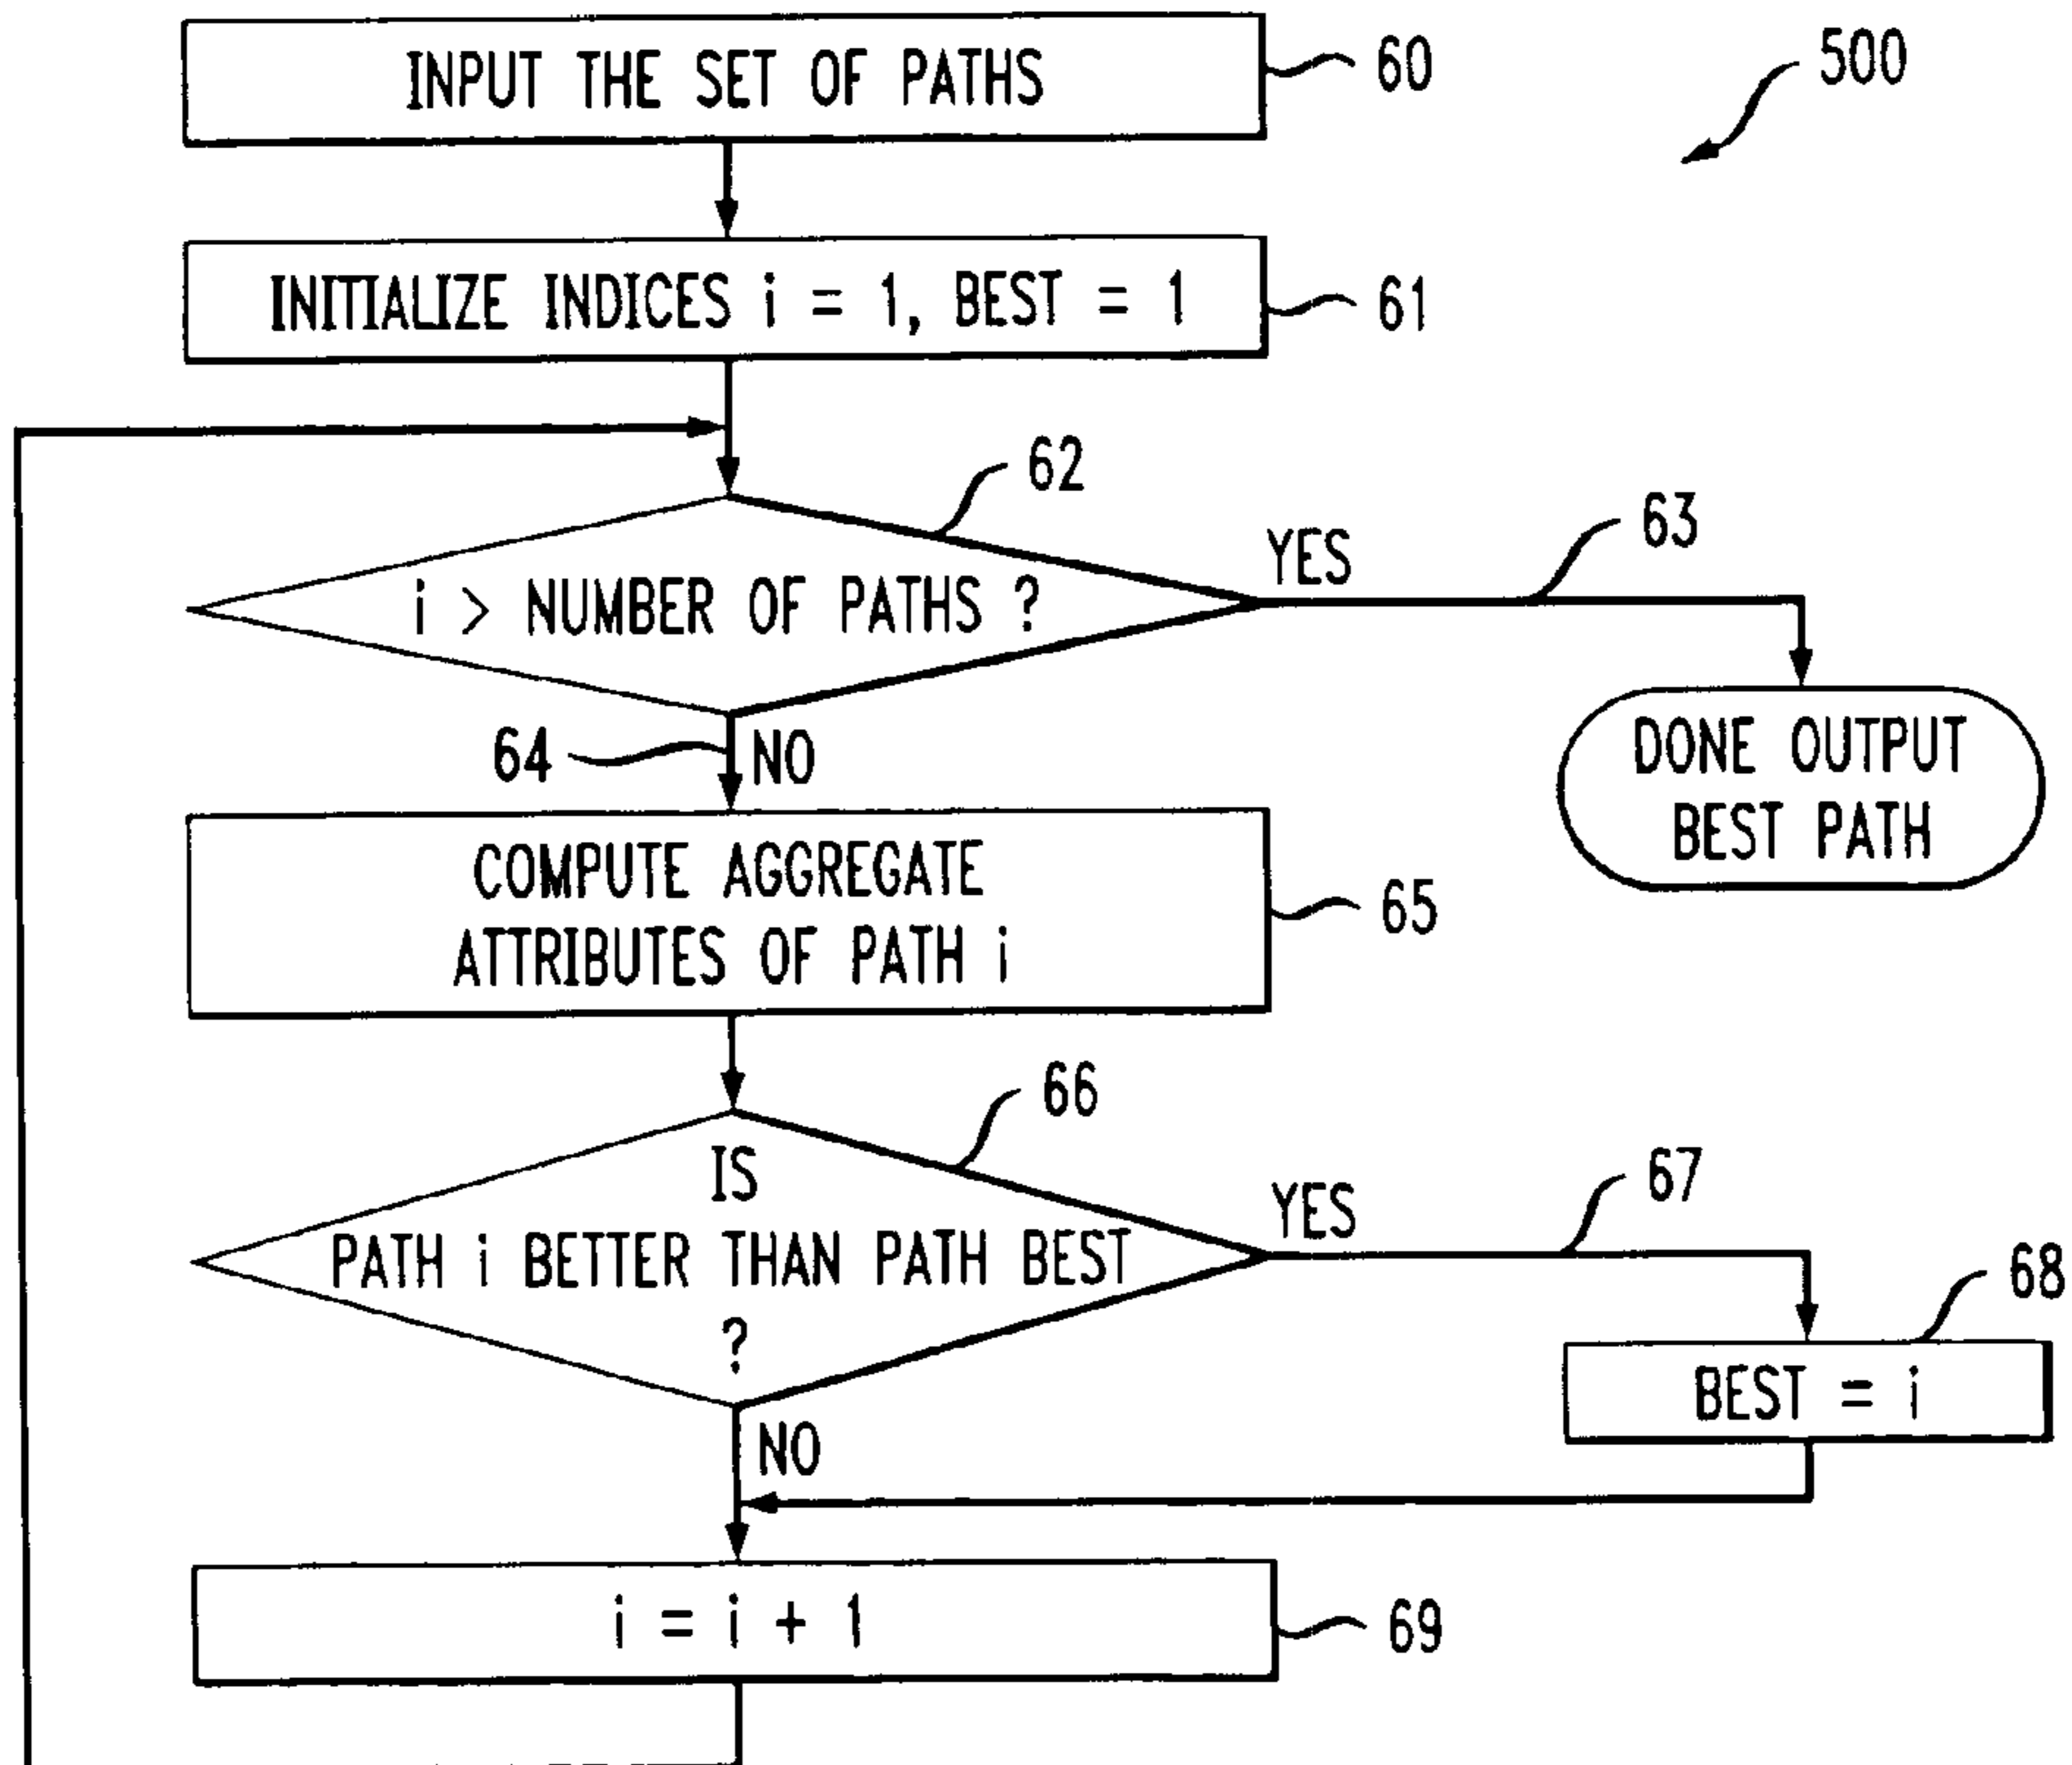 INPUT THE SET OF PATHS
60
500
INITIALIZE INDICES i = 1, BEST = 1
61
62
i > NUMBER OF PATHS ?
YES
63
DONE OUTPUT
BEST PATH
64
NO
COMPUTE AGGREGATE
ATTRIBUTES OF PATH i
65
66
IS
PATH i BETTER THAN PATH BEST
?
YES
67
68
BEST = i
NO
i = i + 1
69